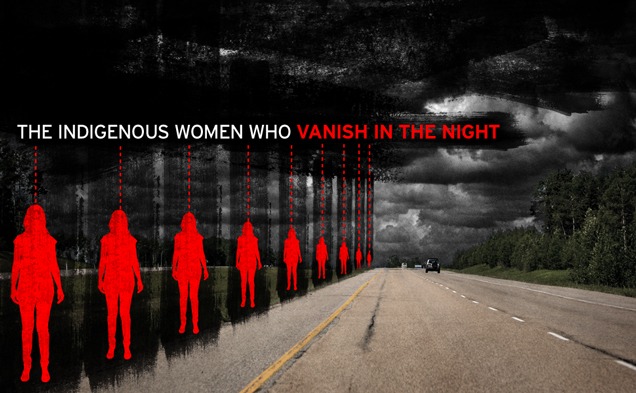 THE INDIGENOUS WOMEN WHO VANISH IN THE NIGHT